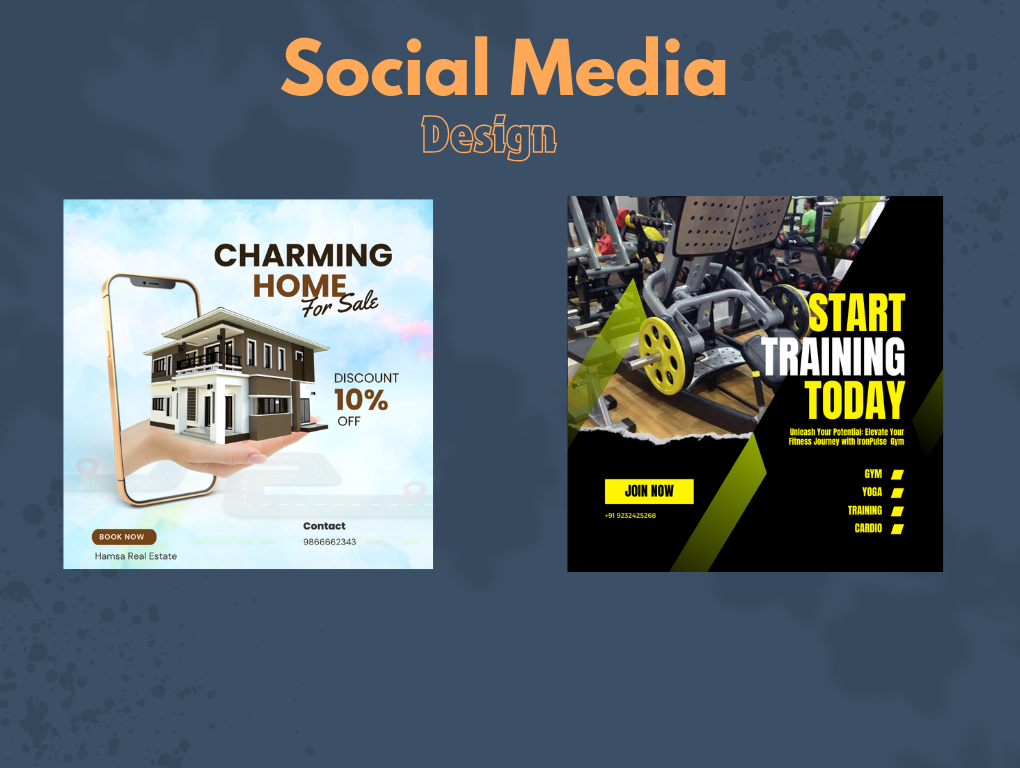 Social Media
Design
CHARMING
HOME
For Sale
DISCOUNT
10%
OFF
BOOK NOW
Hamsa Real Estate
Contact
9866662343
START
TRAINING
TODAY
Unleash Your Potential: Elevate Your
Fitness Journey with IronPulse Gym
JOIN NOW
+91 9232425268
GYM
YOGA
TRAINING
CARDIO